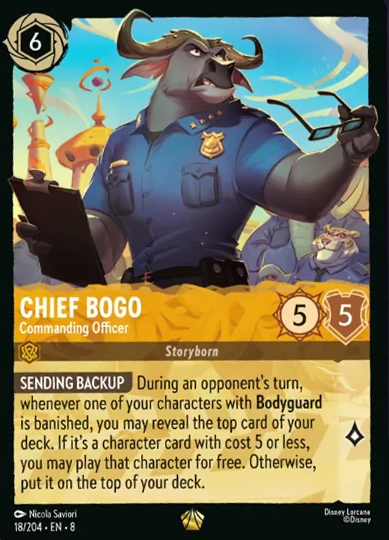 6
CHIEF BOGO
Commanding Officer
5 5
Storyborn
SENDING BACKUP During an opponent's turn,
whenever one of your characters with Bodyguard
is banished, you may reveal the top card of your
deck. If it's a character card with cost 5 or less,
you may play that character for free. Otherwise,
put it on the top of your deck.
Nicola Saviori
18/204 • EN • 8
Disney Lorcana
©Disney